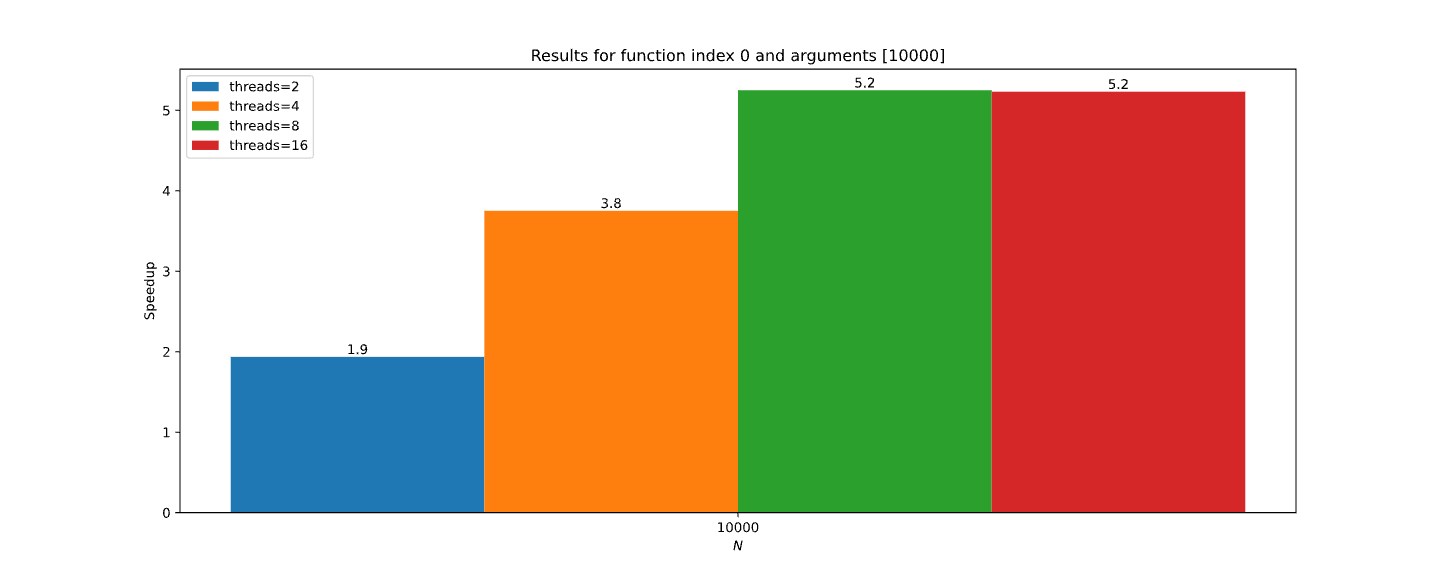 Results for function index 0 and arguments [10000]
threads=2
threads=4
threads=8
threads=16
5.2
5.2
3.8
1.9
Speedup
5
4
3
2
1
0
10000
N